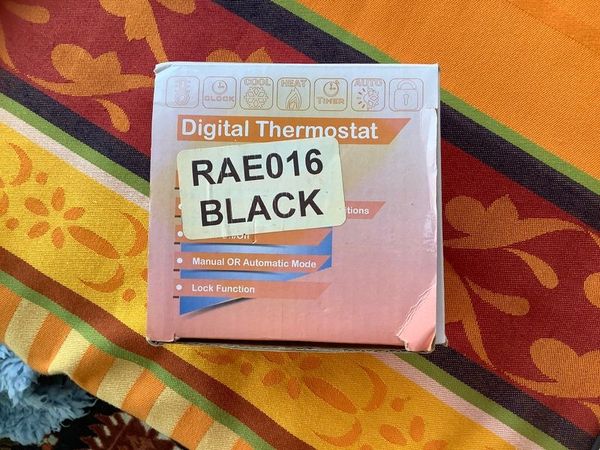 CLOCK
COOL
HEAT
TIMER
AUTO
Digital Thermostat
RAE016
BLACK
Manual OR Automatic Mode
Lock Function